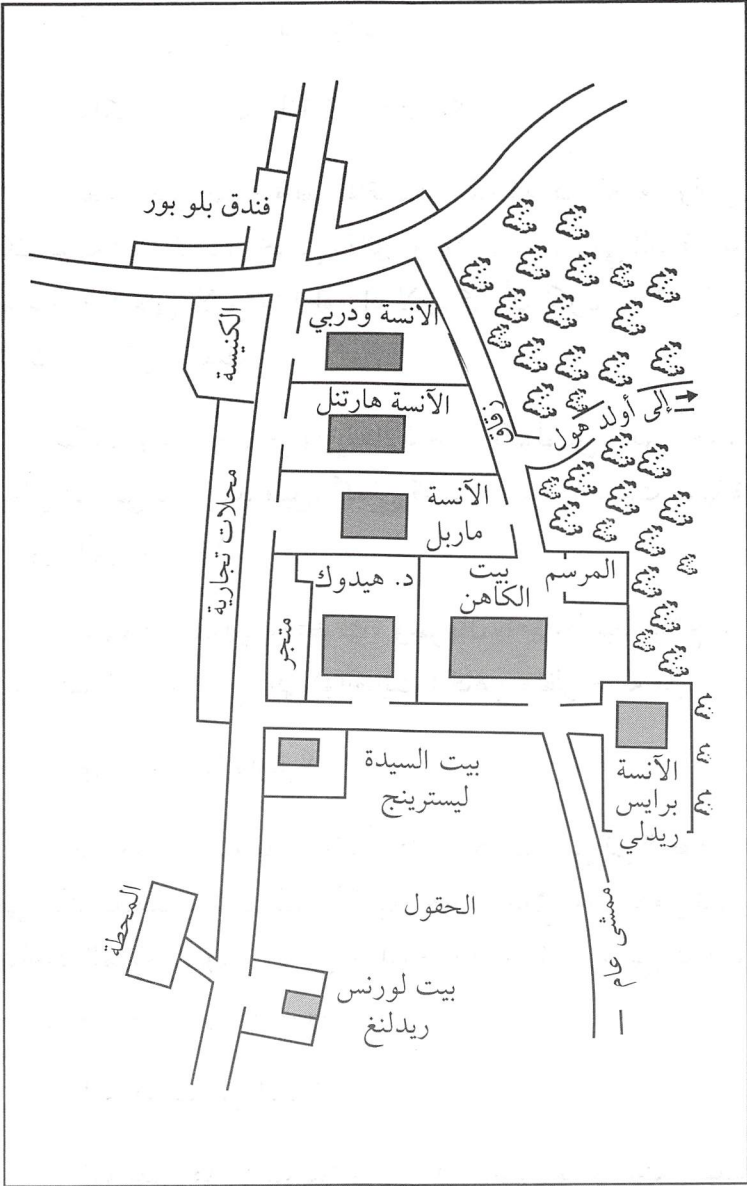 فندق بلو بور
الكنيسة
الآنسة وذربي
الآنسة هارتنل
زقاق
إلى أولد هول
محلات تجارية
الآنسة
ماربل
المرسم
بيت
الكاهن
د. هيدوك
متجر
بيت السيدة
ليسترينج
الآنسة
برايس
ريدلي
الحقول
ممشى عام
المحطة
بيت لورنس
ريدلنغ